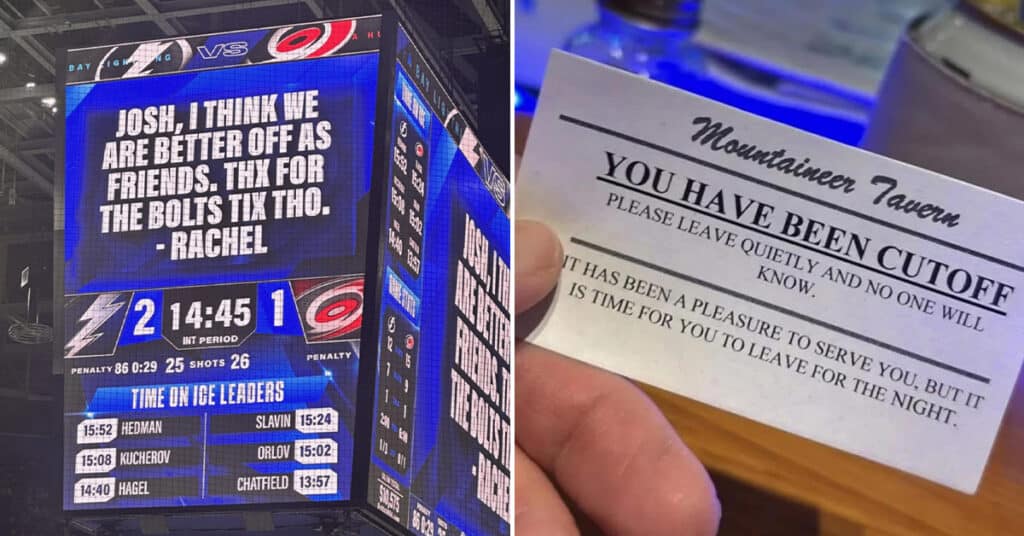 BAY LIGHTNING VS
JOSH, I THINK WE
ARE BETTER OFF AS
FRIENDS. THX FOR
THE BOLTS TIX THO.
- RACHEL
2 14:45 1
INT PERIOD
PENALTY 86 0:29 25 SHOTS 26 PENALTY
TIME ON ICE LEADERS
15:52 HEDMAN SLAVIN 15:24
15:08 KUCHEROV ORLOV 15:02
14:40 HAGEL CHATFIELD 13:57
Mountaineer Tavern
YOU HAVE BEEN CUTOFF
PLEASE LEAVE QUIETLY AND NO ONE WILL
KNOW.
IT HAS BEEN A PLEASURE TO SERVE YOU, BUT IT
IS TIME FOR YOU TO LEAVE FOR THE NIGHT.